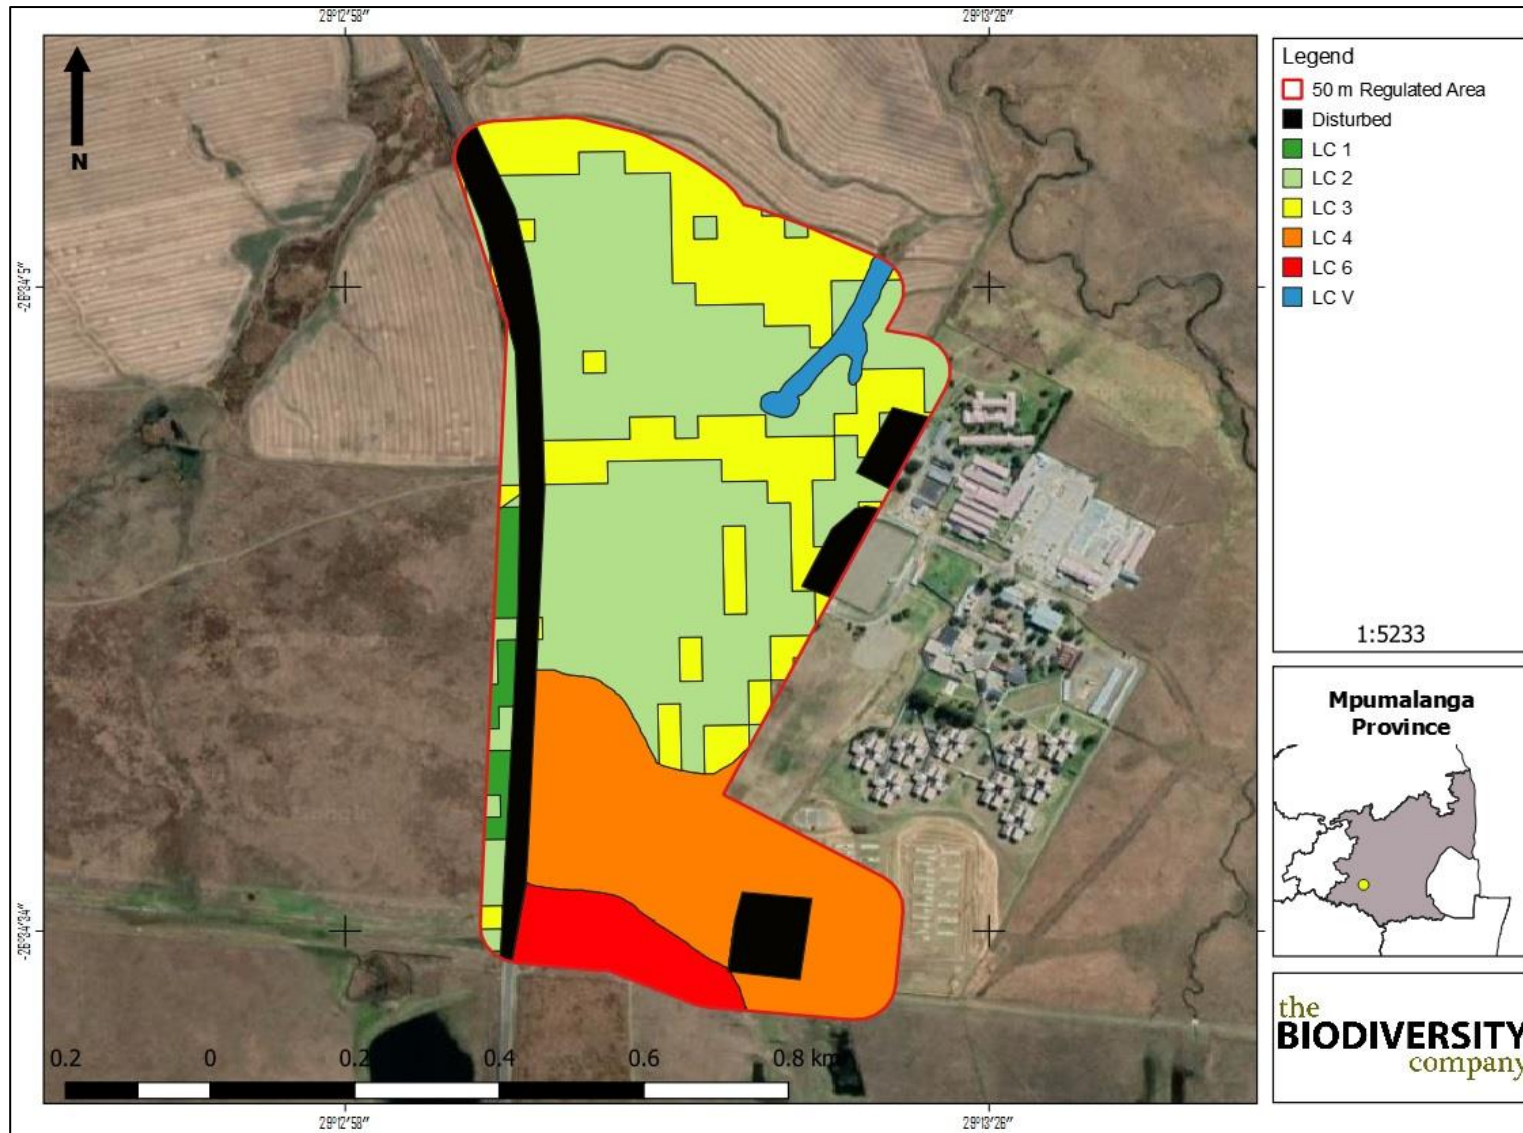 29°12'58"
29°13'26"
N
-26°34'5"
-26°34'34"
0.2
0
0.2
0.4
0.6
0.8 km
29°12'58"
29°13'26"
Legend
50 m Regulated Area
Disturbed
LC 1
LC 2
LC 3
LC 4
LC 6
LC V
1:5233
Mpumalanga
Province
the
BIODIVERSITY
company